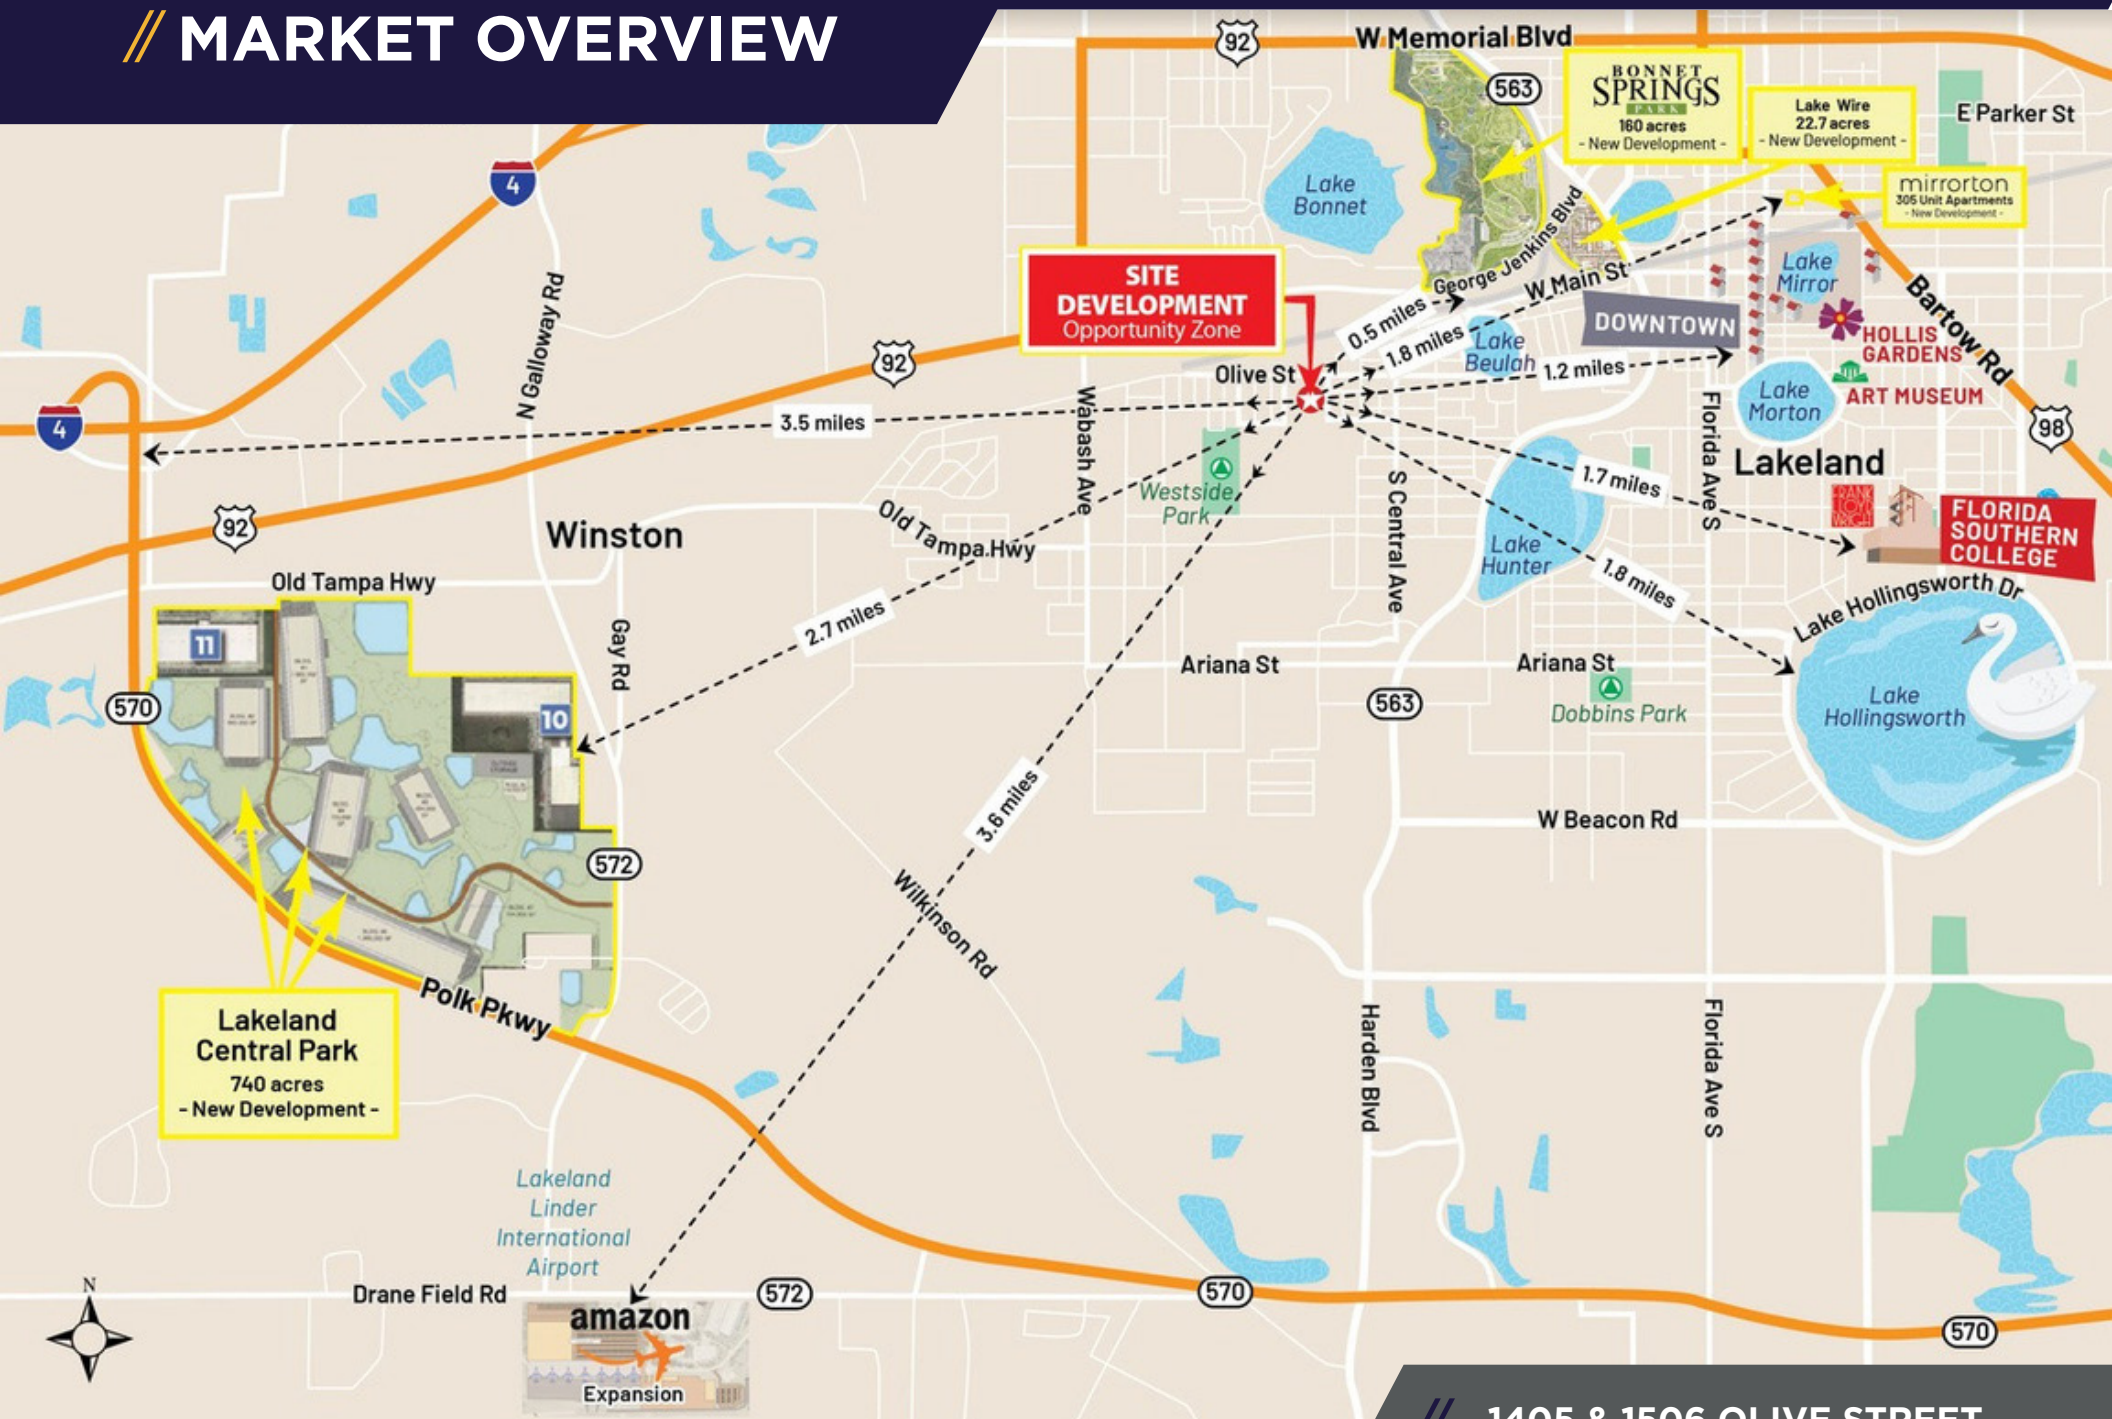 // MARKET OVERVIEW
92
W Memorial Blvd
563
BONNET
SPRINGS
PARK
160 acres
- New Development -
Lake Wire
22.7 acres
- New Development -
E Parker St
mirrorton
305 Unit Apartments
- New Development -
4
Lake
Bonnet
George Jenkins Blvd
W Main St
Lake
Mirror
Bartow Rd
SITE
DEVELOPMENT
Opportunity Zone
N Galloway Rd
92
0.5 miles
1.8 miles
Lake
Beulah
DOWNTOWN
HOLLIS
GARDENS
Olive St
1.2 miles
Lake
Morton
ART MUSEUM
4
3.5 miles
Wabash Ave
Florida Ave S
98
Lakeland
92
Winston
Westside
Park
Old Tampa Hwy
S Central Ave
1.7 miles
FRANK
LLOYD
WRIGHT
FLORIDA
SOUTHERN
COLLEGE
Lake
Hunter
1.8 miles
Lake Hollingsworth Dr
Old Tampa Hwy
11
Gay Rd
2.7 miles
Ariana St
Ariana St
570
10
563
Dobbins Park
Lake
Hollingsworth
3.6 miles
W Beacon Rd
572
Wilkinson Rd
Polk Pkwy
Lakeland
Central Park
740 acres
- New Development -
Harden Blvd
Florida Ave S
Lakeland
Linder
International
Airport
N
Drane Field Rd
572
570
570
amazon
Expansion
// 1405 & 1506 OLIVE STREET